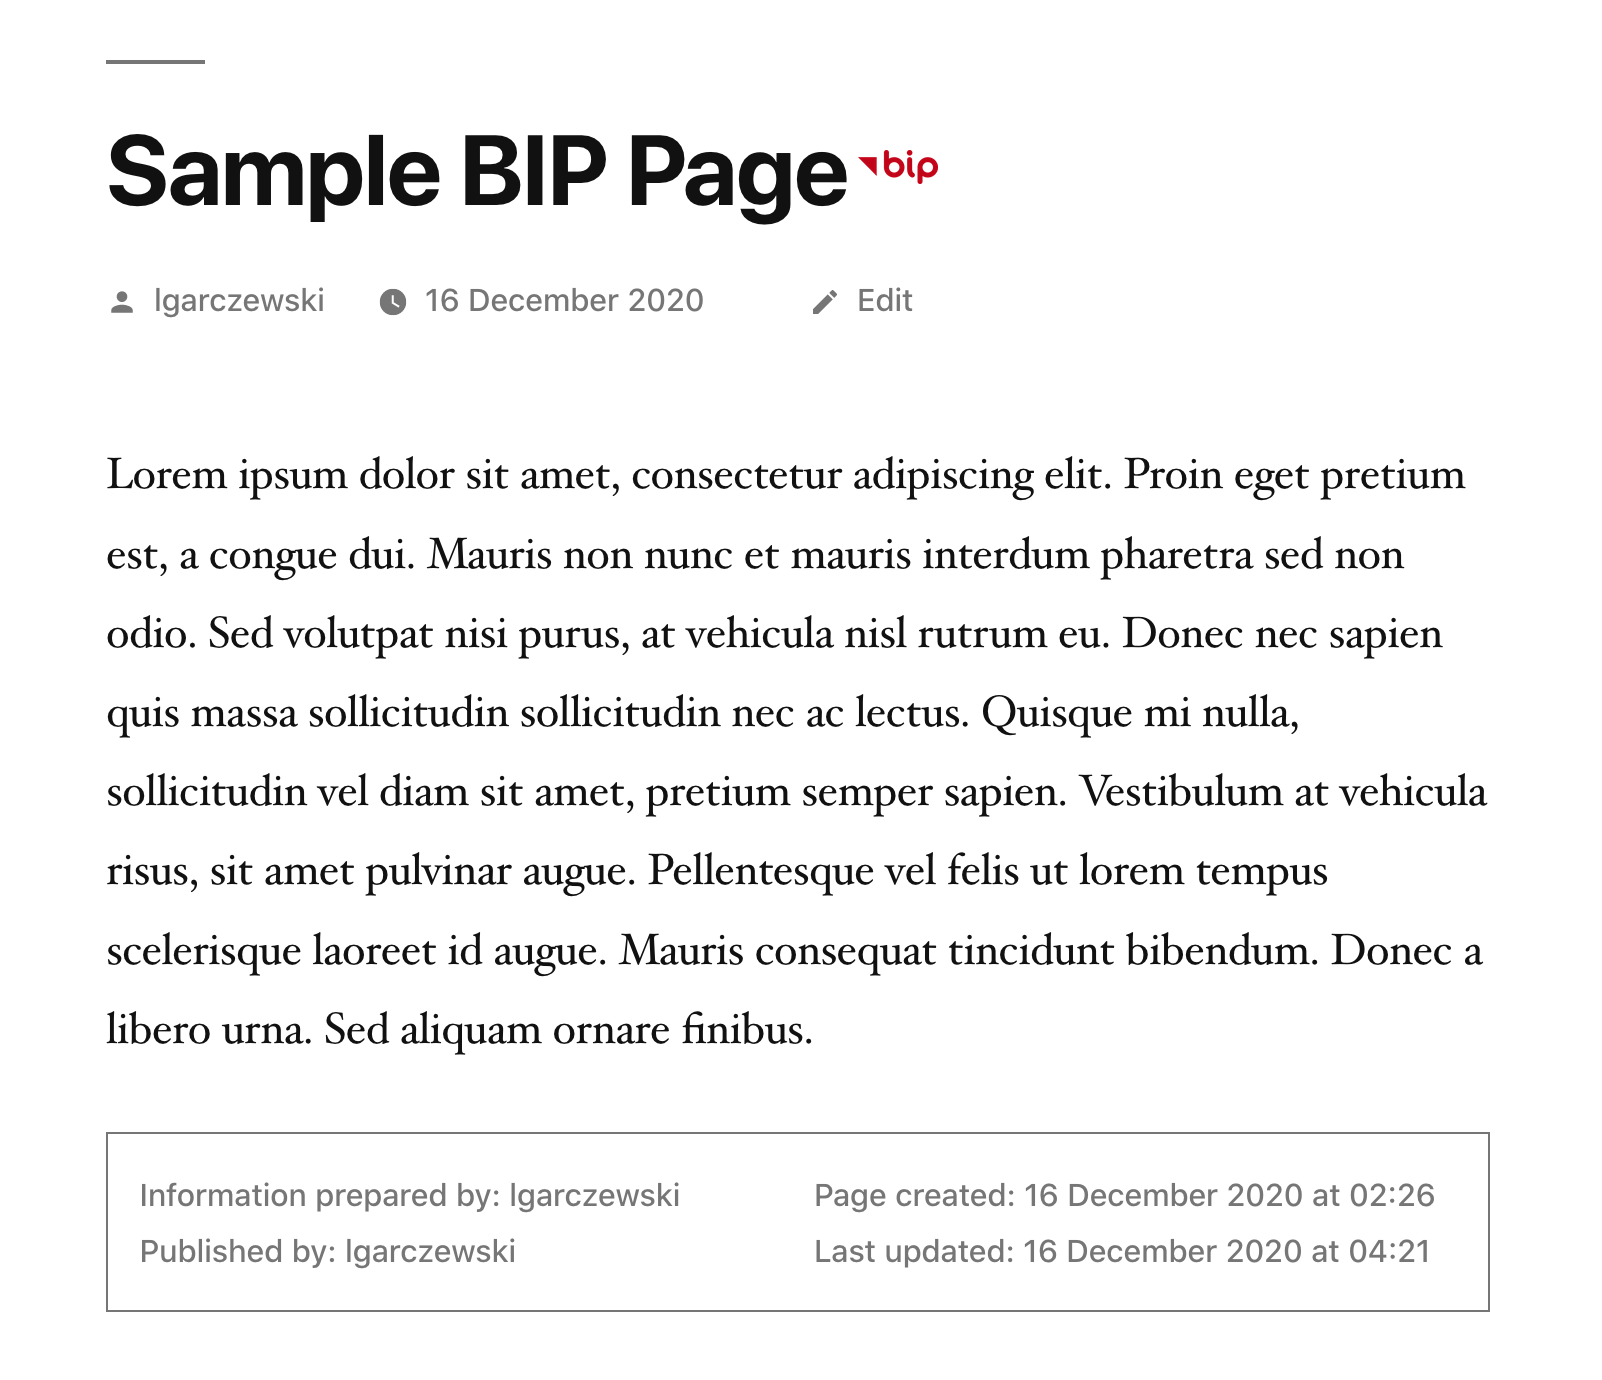 Sample BIP Page bip
lgarczewski 16 December 2020 Edit
Lorem ipsum dolor sit amet, consectetur adipiscing elit. Proin eget pretium
est, a congue dui. Mauris non nunc et mauris interdum pharetra sed non
odio. Sed volutpat nisi purus, at vehicula nisl rutrum eu. Donec nec sapien
quis massa sollicitudin sollicitudin nec ac lectus. Quisque mi nulla,
sollicitudin vel diam sit amet, pretium semper sapien. Vestibulum at vehicula
risus, sit amet pulvinar augue. Pellentesque vel felis ut lorem tempus
scelerisque laoreet id augue. Mauris consequat tincidunt bibendum. Donec a
libero urna. Sed aliquam ornare finibus.
Information prepared by: lgarczewski
Published by: lgarczewski
Page created: 16 December 2020 at 02:26
Last updated: 16 December 2020 at 04:21